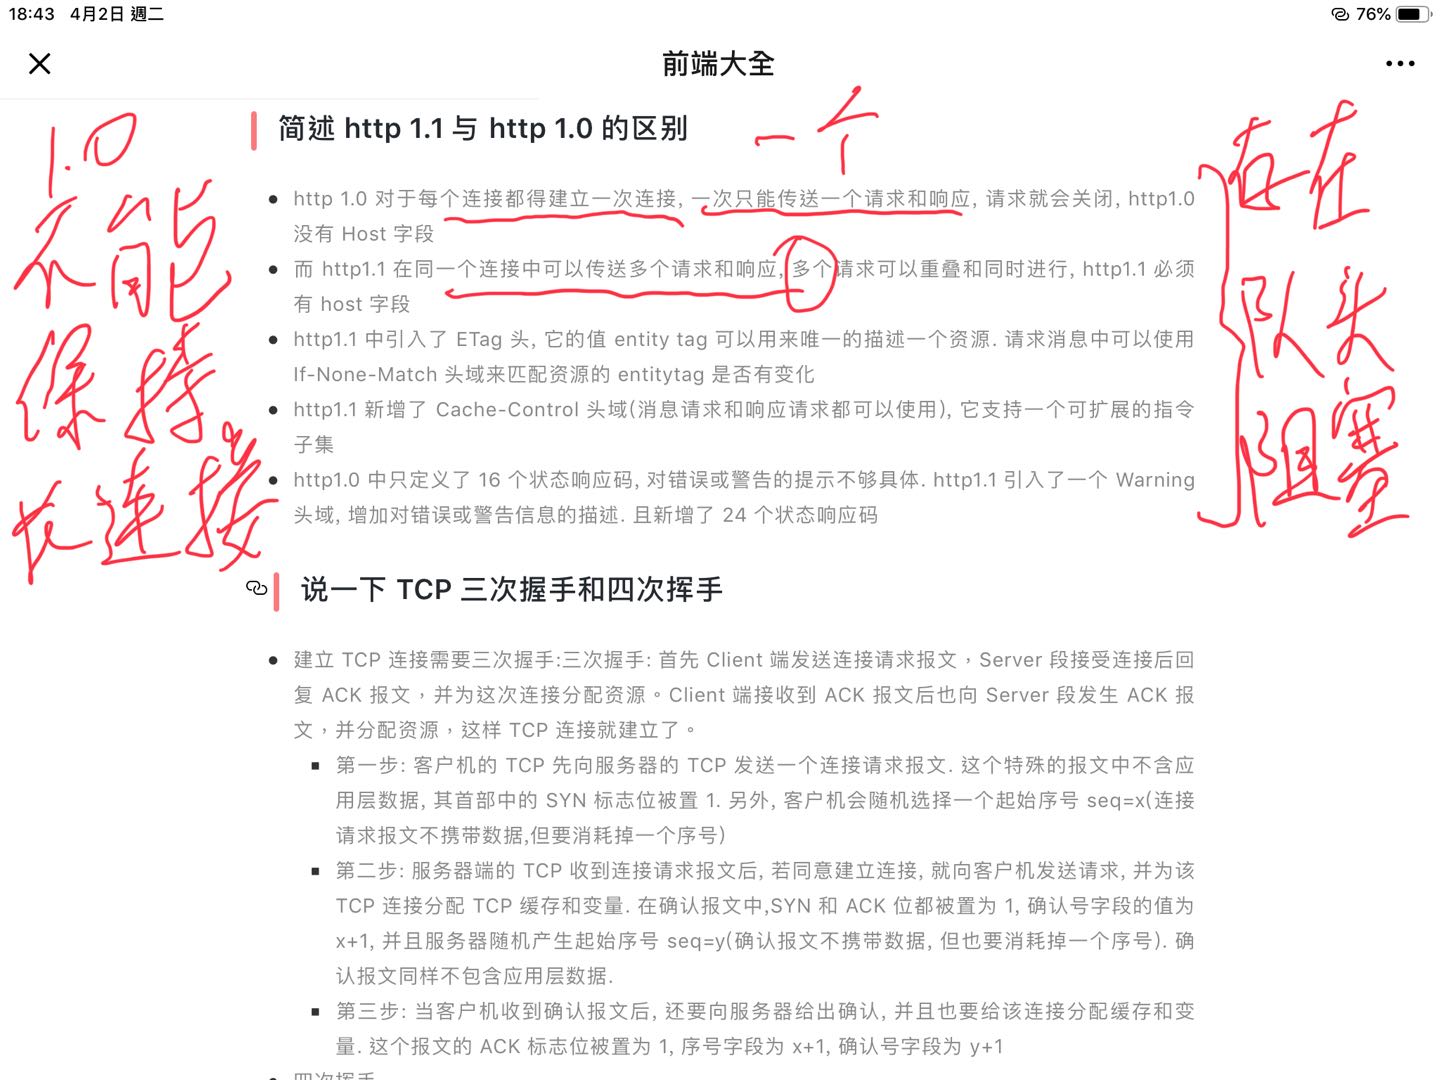 18:43 4月2日 週二
76%
前端大全
简述 http 1.1 与 http 1.0 的区别
一个
1.0
不能
保持
长连接
存在
队头
阻塞
http 1.0 对于每个连接都得建立一次连接, 一次只能传送一个请求和响应, 请求就会关闭, http1.0
没有 Host 字段
而 http1.1 在同一个连接中可以传送多个请求和响应, 多个请求可以重叠和同时进行, http1.1 必须
有 host 字段
http1.1 中引入了 ETag 头, 它的值 entity tag 可以用来唯一的描述一个资源. 请求消息中可以使用
If-None-Match 头域来匹配资源的 entitytag 是否有变化
http1.1 新增了 Cache-Control 头域(消息请求和响应请求都可以使用), 它支持一个可扩展的指令
子集
http1.0 中只定义了 16 个状态响应码, 对错误或警告的提示不够具体. http1.1 引入了一个 Warning
头域, 增加对错误或警告信息的描述. 且新增了 24 个状态响应码
说一下 TCP 三次握手和四次挥手
建立 TCP 连接需要三次握手:三次握手: 首先 Client 端发送连接请求报文，Server 段接受连接后回
复 ACK 报文，并为这次连接分配资源。Client 端接收到 ACK 报文后也向 Server 段发生 ACK 报
文，并分配资源，这样 TCP 连接就建立了。
第一步: 客户机的 TCP 先向服务器的 TCP 发送一个连接请求报文. 这个特殊的报文中不含应
用层数据, 其首部中的 SYN 标志位被置 1. 另外, 客户机会随机选择一个起始序号 seq=x(连接
请求报文不携带数据,但要消耗掉一个序号)
第二步: 服务器端的 TCP 收到连接请求报文后, 若同意建立连接, 就向客户机发送请求, 并为该
TCP 连接分配 TCP 缓存和变量. 在确认报文中,SYN 和 ACK 位都被置为 1, 确认号字段的值为
x+1, 并且服务器随机产生起始序号 seq=y(确认报文不携带数据, 但也要消耗掉一个序号). 确
认报文同样不包含应用层数据.
第三步: 当客户机收到确认报文后, 还要向服务器给出确认, 并且也要给该连接分配缓存和变
量. 这个报文的 ACK 标志位被置为 1, 序号字段为 x+1, 确认号字段为 y+1
四次挥手